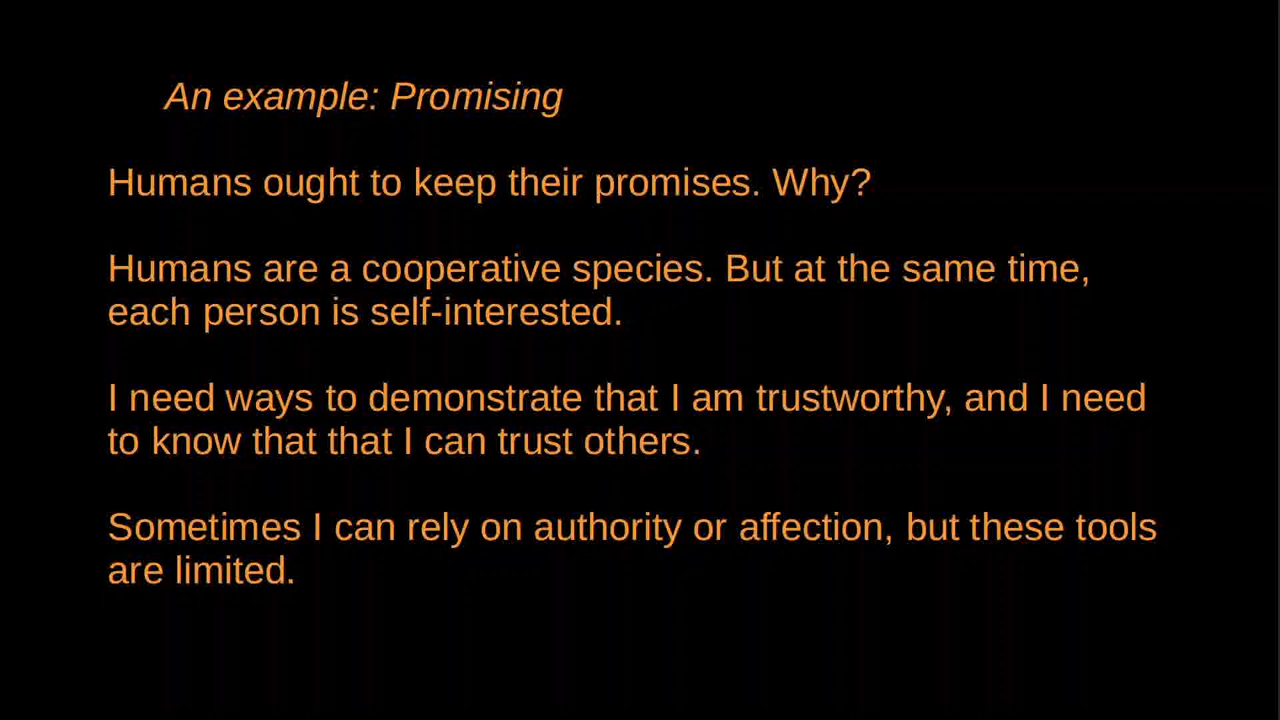 An example: Promising
Humans ought to keep their promises. Why?
Humans are a cooperative species. But at the same time,
each person is self-interested.
I need ways to demonstrate that I am trustworthy, and I need
to know that that I can trust others.
Sometimes I can rely on authority or affection, but these tools
are limited.